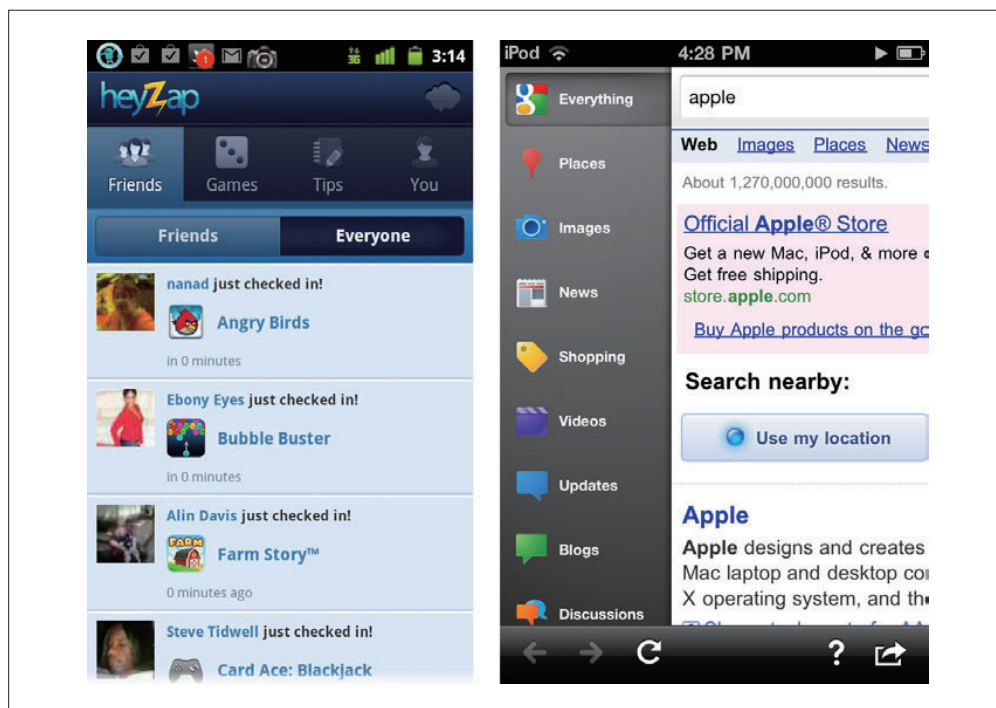 3G 3:14
heyZap
Friends Games Tips You
Friends Everyone
nanad just checked in!
Angry Birds
in 0 minutes
Ebony Eyes just checked in!
Bubble Buster
in 0 minutes
Alin Davis just checked in!
FARM
Farm Story™
0 minutes ago
Steve Tidwell just checked in!
Card Ace: Blackjack
iPod 4:28 PM
Everything
Places
Images
News
Shopping
Videos
Updates
Blogs
Discussions
apple
Web Images Places News
About 1,270,000,000 results.
Official Apple® Store
Get a new Mac, iPod, & more
Get free shipping.
store.apple.com
Buy Apple products on the go
Search nearby:
Use my location
Apple
Apple designs and creates
Mac laptop and desktop
X operating system, and
?